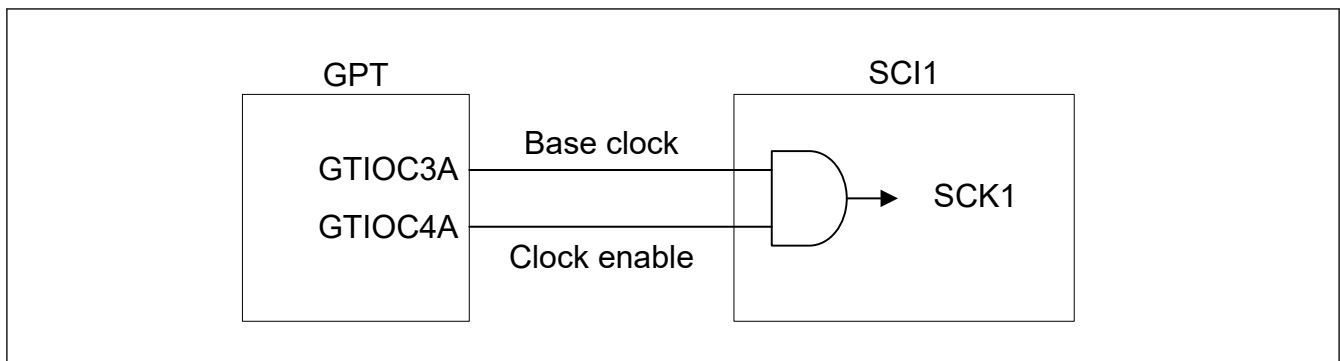 GPT
SCI1
Base clock
GTIOC3A
SCK1
GTIOC4A
Clock enable